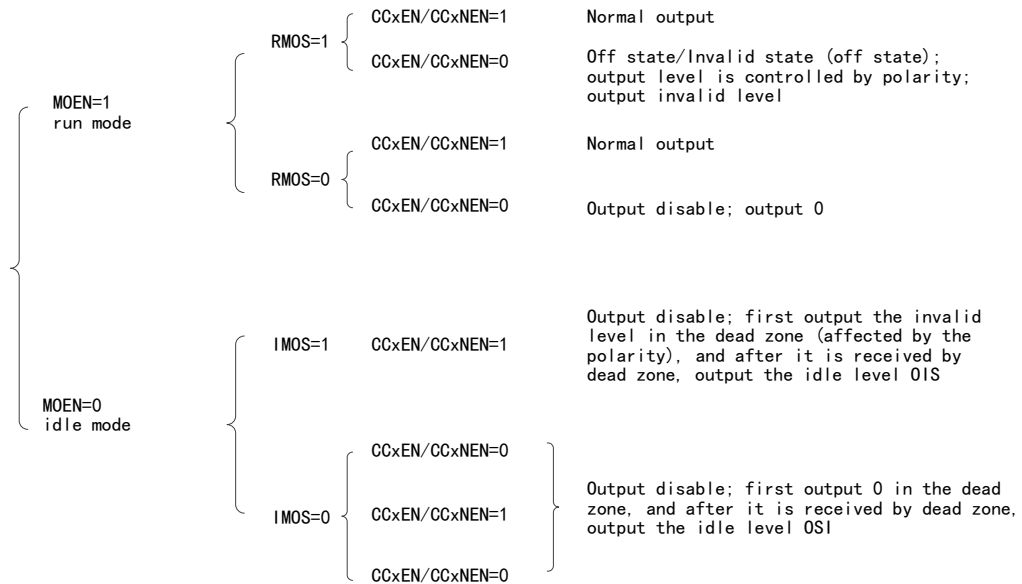 CCxEN/CCxNEN=1 Normal output
RMOS=1
CCxEN/CCxNEN=0 Off state/Invalid state (off state);
output level is controlled by polarity;
output invalid level
MOEN=1
run mode
CCxEN/CCxNEN=1 Normal output
RMOS=0
CCxEN/CCxNEN=0 Output disable; output 0
Output disable; first output the invalid
level in the dead zone (affected by the
polarity), and after it is received by
dead zone, output the idle level OIS
IMOS=1 CCxEN/CCxNEN=1
MOEN=0
idle mode
CCxEN/CCxNEN=0
Output disable; first output 0 in the dead
zone, and after it is received by dead zone,
output the idle level OSI
IMOS=0 CCxEN/CCxNEN=1
CCxEN/CCxNEN=0